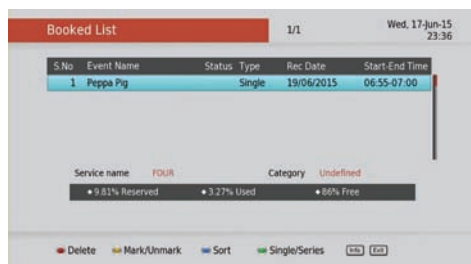 Booked List 1/1 Wed, 17-Jun-15
23:36
S.No Event Name Status Type Rec Date Start-End Time
1 Peppa Pig Single 19/06/2015 06:55-07:00
Service name FOUR Category Undefined
9.81% Reserved 3.27% Used 86% Free
Delete Mark/Unmark Sort Single/Series Info Exit